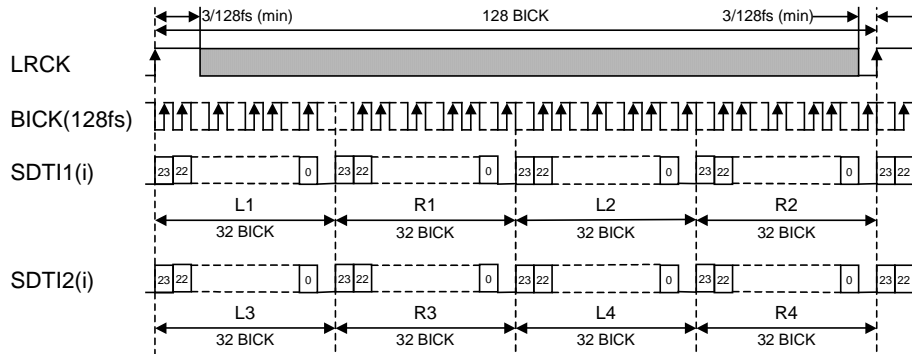 3/128fs (min) 128 BICK 3/128fs (min)
LRCK
BICK(128fs)
SDTI1(i) 23 22 0 23 22 0 23 22 0 23 22 0 23 22
L1 R1 L2 R2
32 BICK 32 BICK 32 BICK 32 BICK
SDTI2(i) 23 22 0 23 22 0 23 22 0 23 22 0 23 22
L3 R3 L4 R4
32 BICK 32 BICK 32 BICK 32 BICK